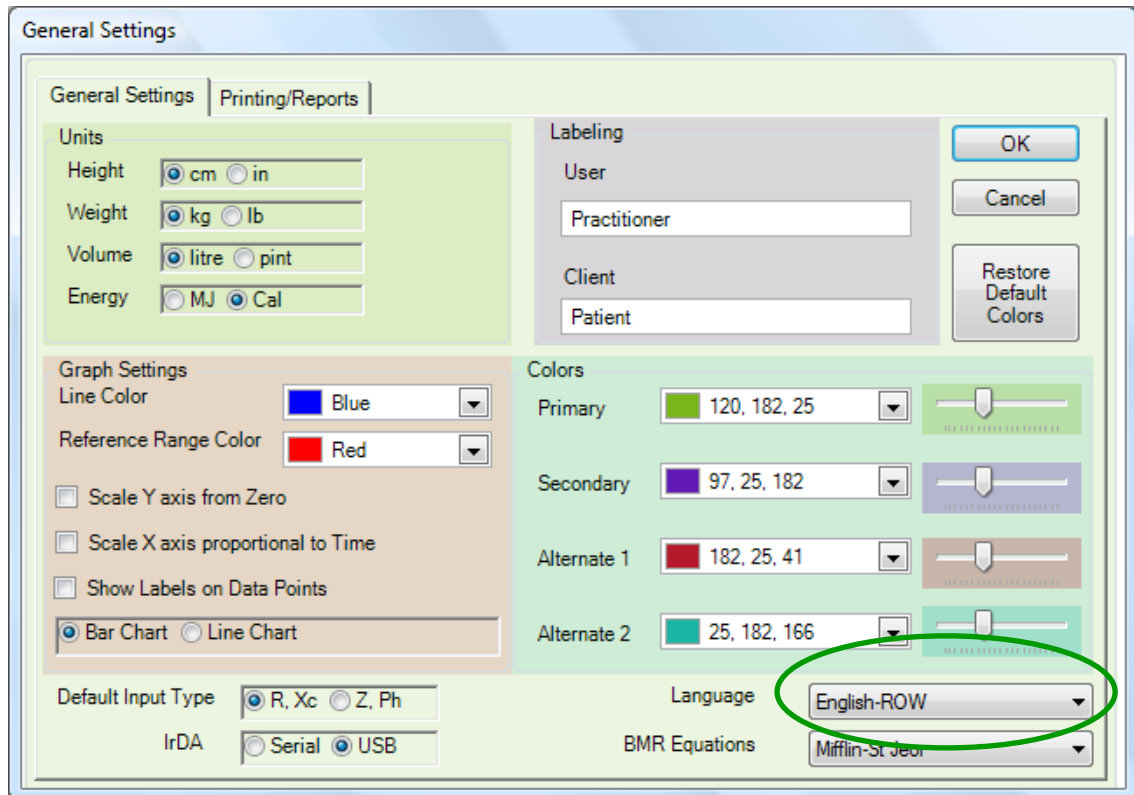 General Settings
General Settings Printing/Reports
Units
Height cm in
Weight kg lb
Volume litre pint
Energy MJ Cal
Labeling
User
Practitioner
Client
Patient
OK
Cancel
Restore
Default
Colors
Graph Settings
Line Color Blue
Reference Range Color Red
Scale Y axis from Zero
Scale X axis proportional to Time
Show Labels on Data Points
Bar Chart Line Chart
Colors
Primary 120, 182, 25
Secondary 97, 25, 182
Alternate 1 182, 25, 41
Alternate 2 25, 182, 166
Default Input Type R, Xc Z, Ph
IrDA Serial USB
Language English-ROW
BMR Equations Mifflin-St Jeor